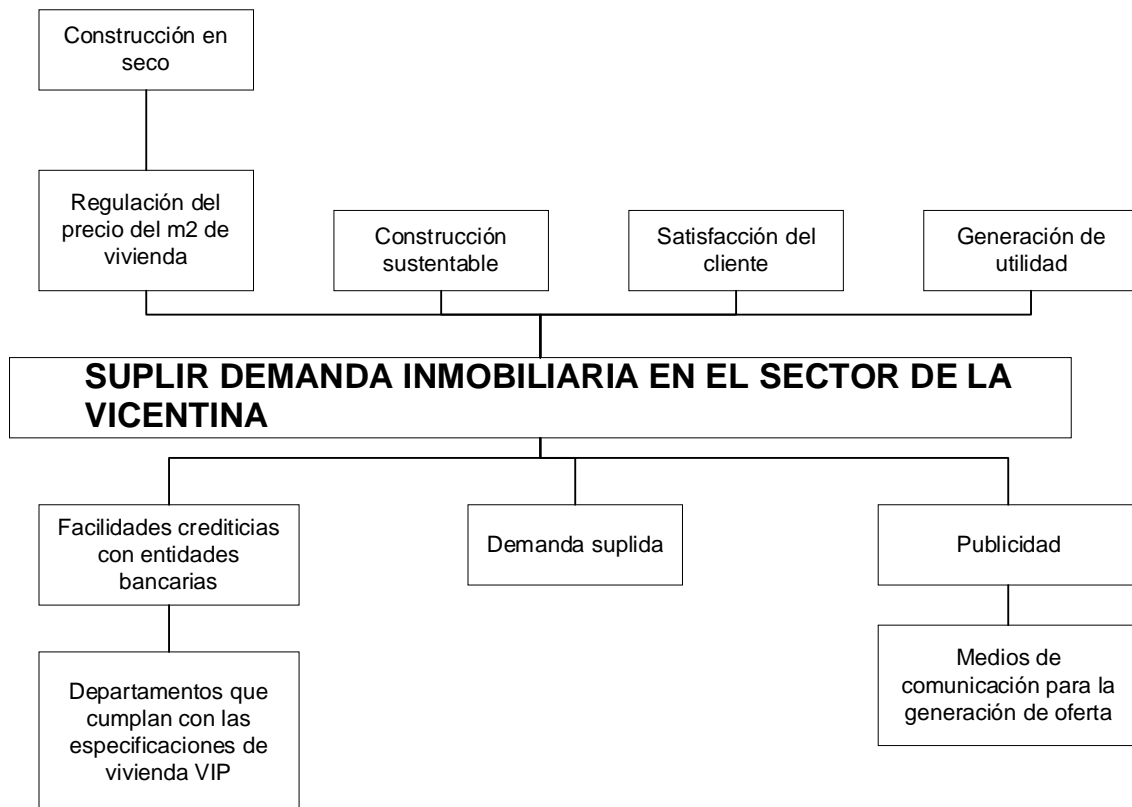 Construcción en
seco
Regulación del
precio del m2 de
vivienda
Construcción
sustentable
Satisfacción del
cliente
Generación de
utilidad
SUPLIR DEMANDA INMOBILIARIA EN EL SECTOR DE LA
VICENTINA
Facilidades crediticias
con entidades
bancarias
Demanda suplida
Publicidad
Departamentos que
cumplan con las
especificaciones de
vivienda VIP
Medios de
comunicación para la
generación de oferta